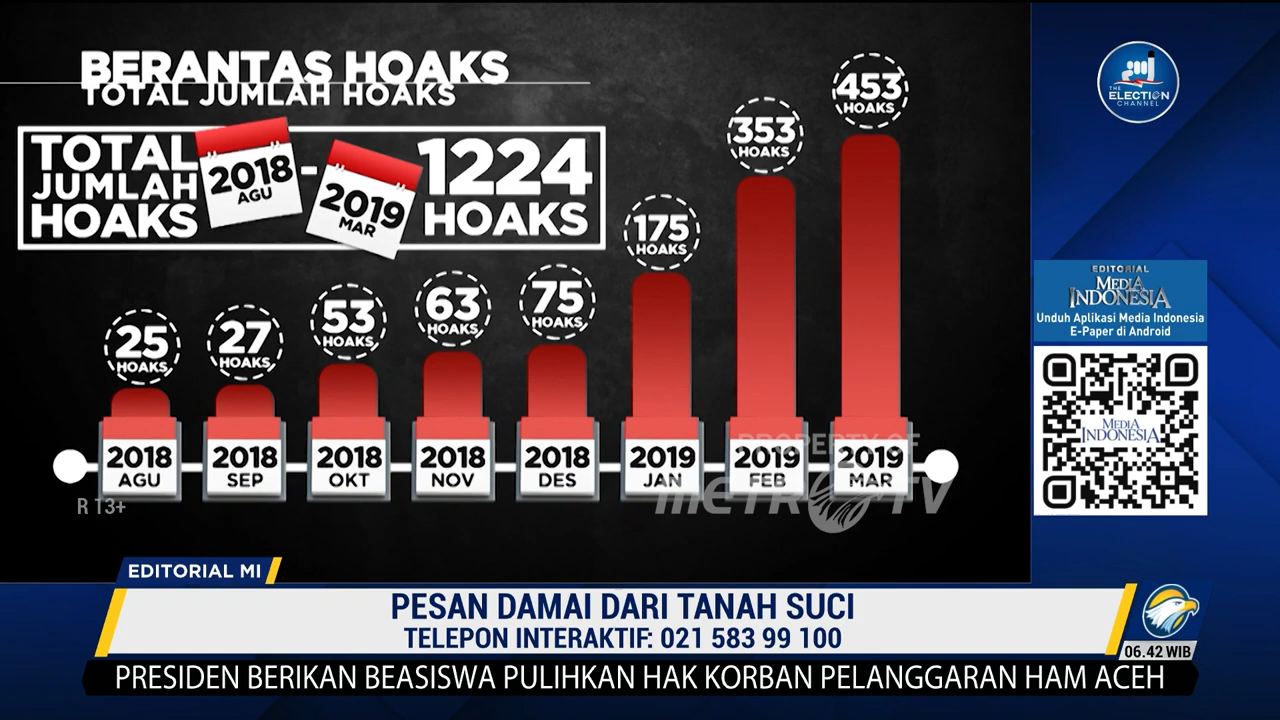 BERANTAS HOAKS
TOTAL JUMLAH HOAKS
TOTAL JUMLAH HOAKS
2018 AGU
-
2019 MAR
1224 HOAKS
25 HOAKS
27 HOAKS
53 HOAKS
63 HOAKS
75 HOAKS
175 HOAKS
353 HOAKS
453 HOAKS
2018 AGU
2018 SEP
2018 OKT
2018 NOV
2018 DES
2019 JAN
2019 FEB
2019 MAR
R 13+
PROPERTY OF
METRO TV
THE ELECTION CHANNEL
EDITORIAL
MEDIA INDONESIA
Unduh Aplikasi Media Indonesia
E-Paper di Android
MEDIA INDONESIA
EDITORIAL MI
PESAN DAMAI DARI TANAH SUCI
TELEPON INTERAKTIF: 021 583 99 100
06.42 WIB
PRESIDEN BERIKAN BEASISWA PULIHKAN HAK KORBAN PELANGGARAN HAM ACEH